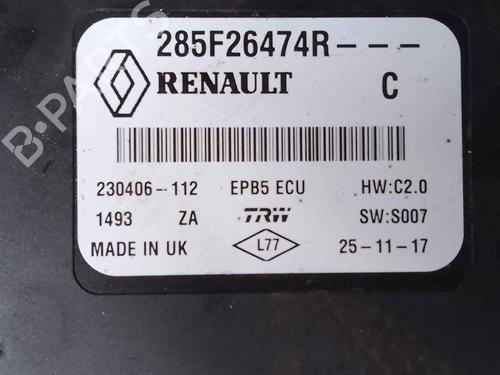 285F26474R---
RENAULT C
230406-112 EPB5 ECU HW:C2.0
1493 ZA TRW SW:S007
MADE IN UK L77 25-11-17
B-PARTS